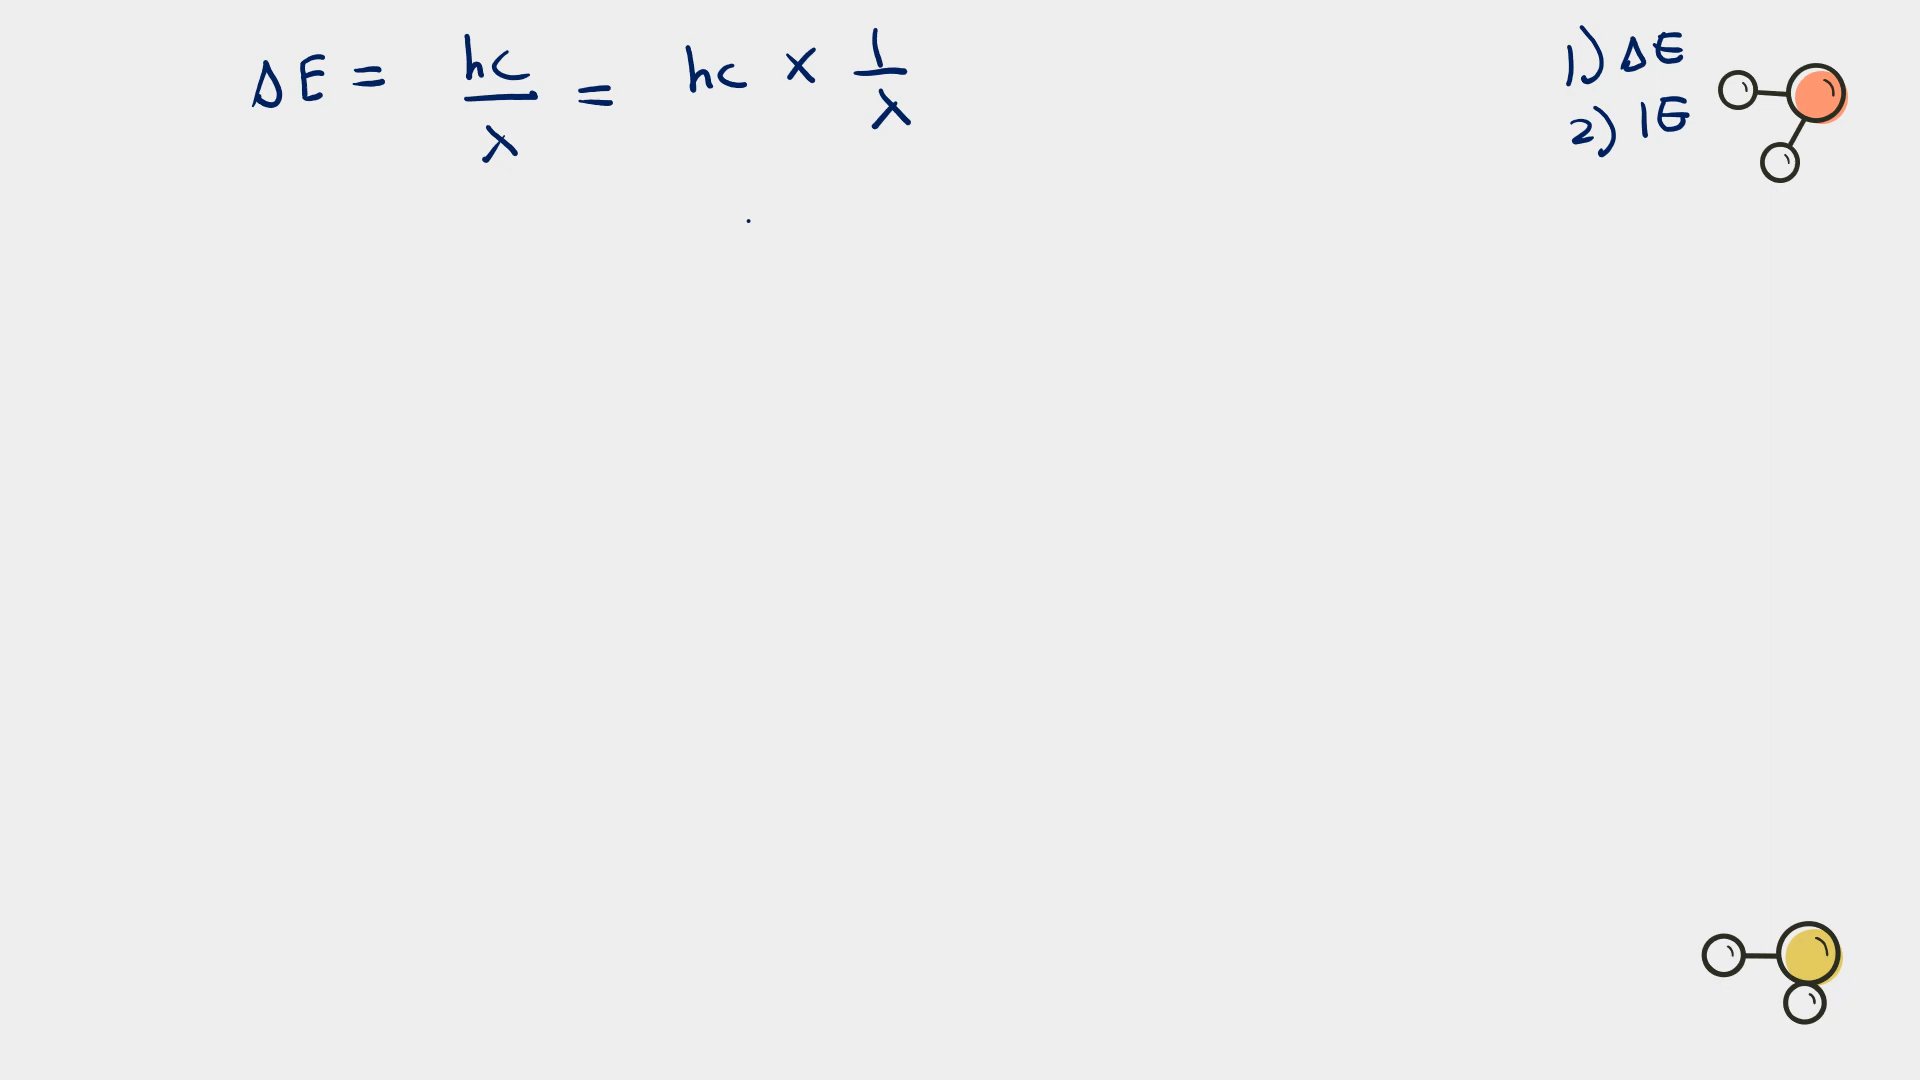 ΔE = hc/λ = hc × 1/λ
1) ΔE
2) IE